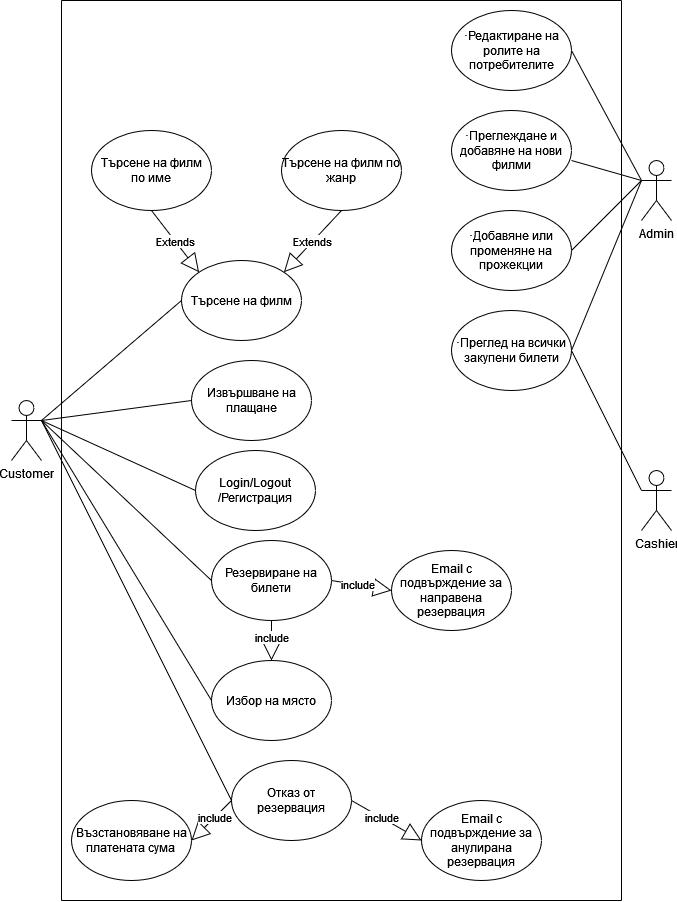 ·Редактиране на
ролите на
потребителите
·Преглеждане и
добавяне на нови
филми
Търсене на филм
по име
Търсене на филм по
жанр
Admin
·Добавяне или
променяне на
прожекции
Extends
Extends
Търсене на филм
·Преглед на всички
закупени билети
Извършване на
плащане
Customer
Login/Logout
/Регистрация
Cashier
Резервиране на
билети
include
Email с
подвърждение за
направена
резервация
include
Избор на място
Отказ от
резервация
include
include
Възстановяване на
платената сума
Email с
подвърждение за
анулирана
резервация